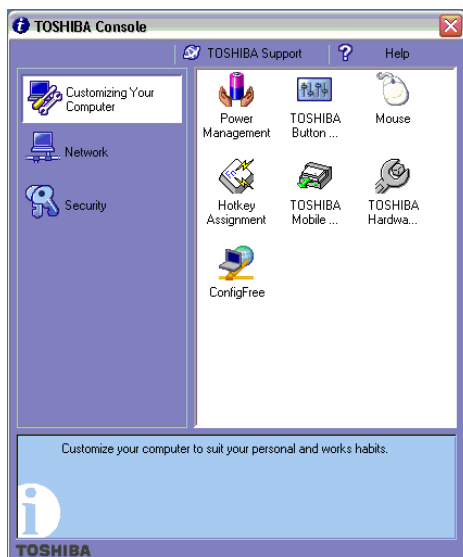 TOSHIBA Console
TOSHIBA Support
?
Help
Customizing Your
Computer
Network
Security
Power
Management
TOSHIBA
Button ...
Mouse
Fn
Hotkey
Assignment
TOSHIBA
Mobile ...
TOSHIBA
Hardwa...
ConfigFree
Customize your computer to suit your personal and works habits.
i
TOSHIBA